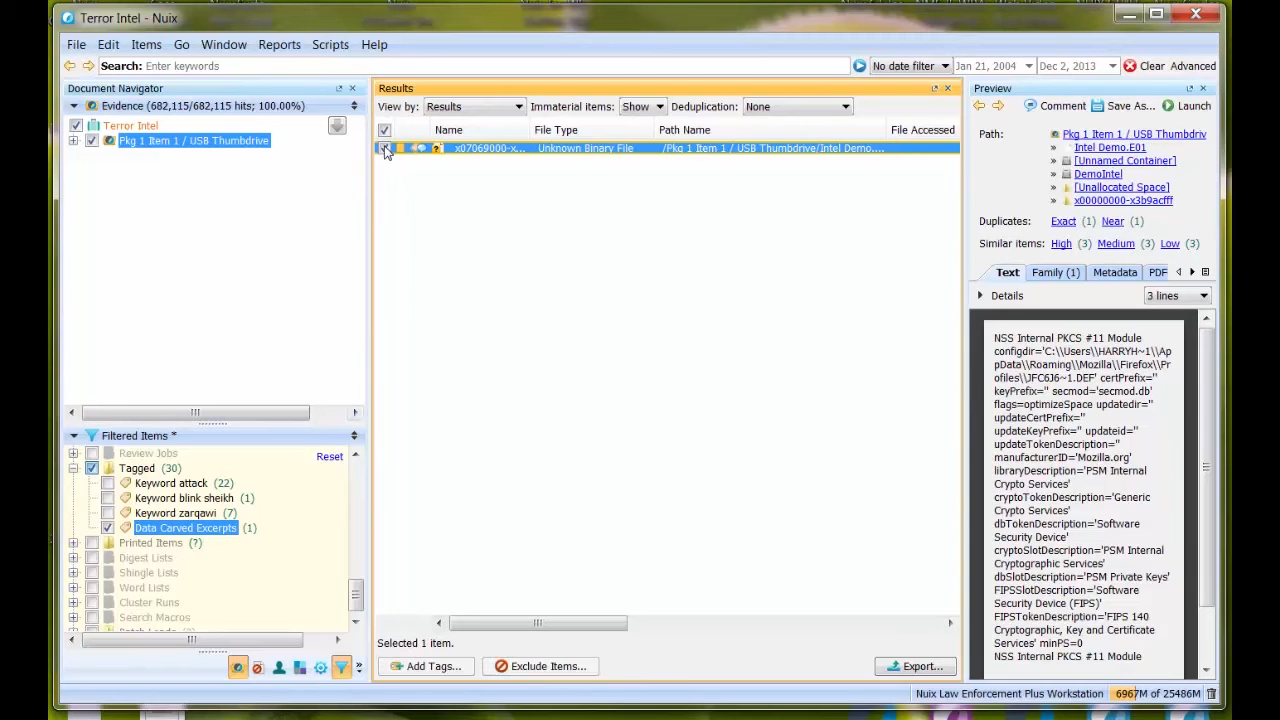 Terror Intel - Nuix
File Edit Items Go Window Reports Scripts Help
Search: Enter keywords No date filter Jan 21, 2004 Dec 2, 2013 Clear Advanced
Document Navigator
Evidence (682,115/682,115 hits; 100.00%)
Terror Intel
Pkg 1 Item 1 / USB Thumbdrive
Filtered Items *
Review Jobs
Reset
Tagged (30)
Keyword attack (22)
Keyword blink sheikh (1)
Keyword zarqawi (7)
Data Carved Excerpts (1)
Printed Items (?)
Digest Lists
Shingle Lists
Word Lists
Cluster Runs
Search Macros
Results
View by: Results Immaterial items: Show Deduplication: None
Name File Type Path Name File Accessed
x07069000-x... Unknown Binary File /Pkg 1 Item 1 / USB Thumbdrive/Intel Demo....
Selected 1 item.
Add Tags... Exclude Items... Export...
Preview
Comment Save As... Launch
Path: Pkg 1 Item 1 / USB Thumbdriv
» Intel Demo.E01
» [Unnamed Container]
» DemoIntel
» [Unallocated Space]
» x00000000-x3b9acfff
Duplicates: Exact (1) Near (1)
Similar items: High (3) Medium (3) Low (3)
Text Family (1) Metadata PDF
Details 3 lines
NSS Internal PKCS #11 Module
configdir='C:\\Users\\HARRYH~1\\Ap
pData\\Roaming\\Mozilla\\Firefox\\Pr
ofiles\\JFC6J6~1.DEF' certPrefix=''
keyPrefix='' secmod='secmod.db'
flags=optimizeSpace updatedir=''
updateCertPrefix=''
updateKeyPrefix='' updateid=''
updateTokenDescription=''
manufacturerID='Mozilla.org'
libraryDescription='PSM Internal
Crypto Services'
cryptoTokenDescription='Generic
Crypto Services'
dbTokenDescription='Software
Security Device'
cryptoSlotDescription='PSM Internal
Cryptographic Services'
dbSlotDescription='PSM Private Keys'
FIPSSlotDescription='Software
Security Device (FIPS)'
FIPSTokenDescription='FIPS 140
Cryptographic, Key and Certificate
Services' minPS=0
NSS Internal PKCS #11 Module
Nuix Law Enforcement Plus Workstation 6967M of 25486M